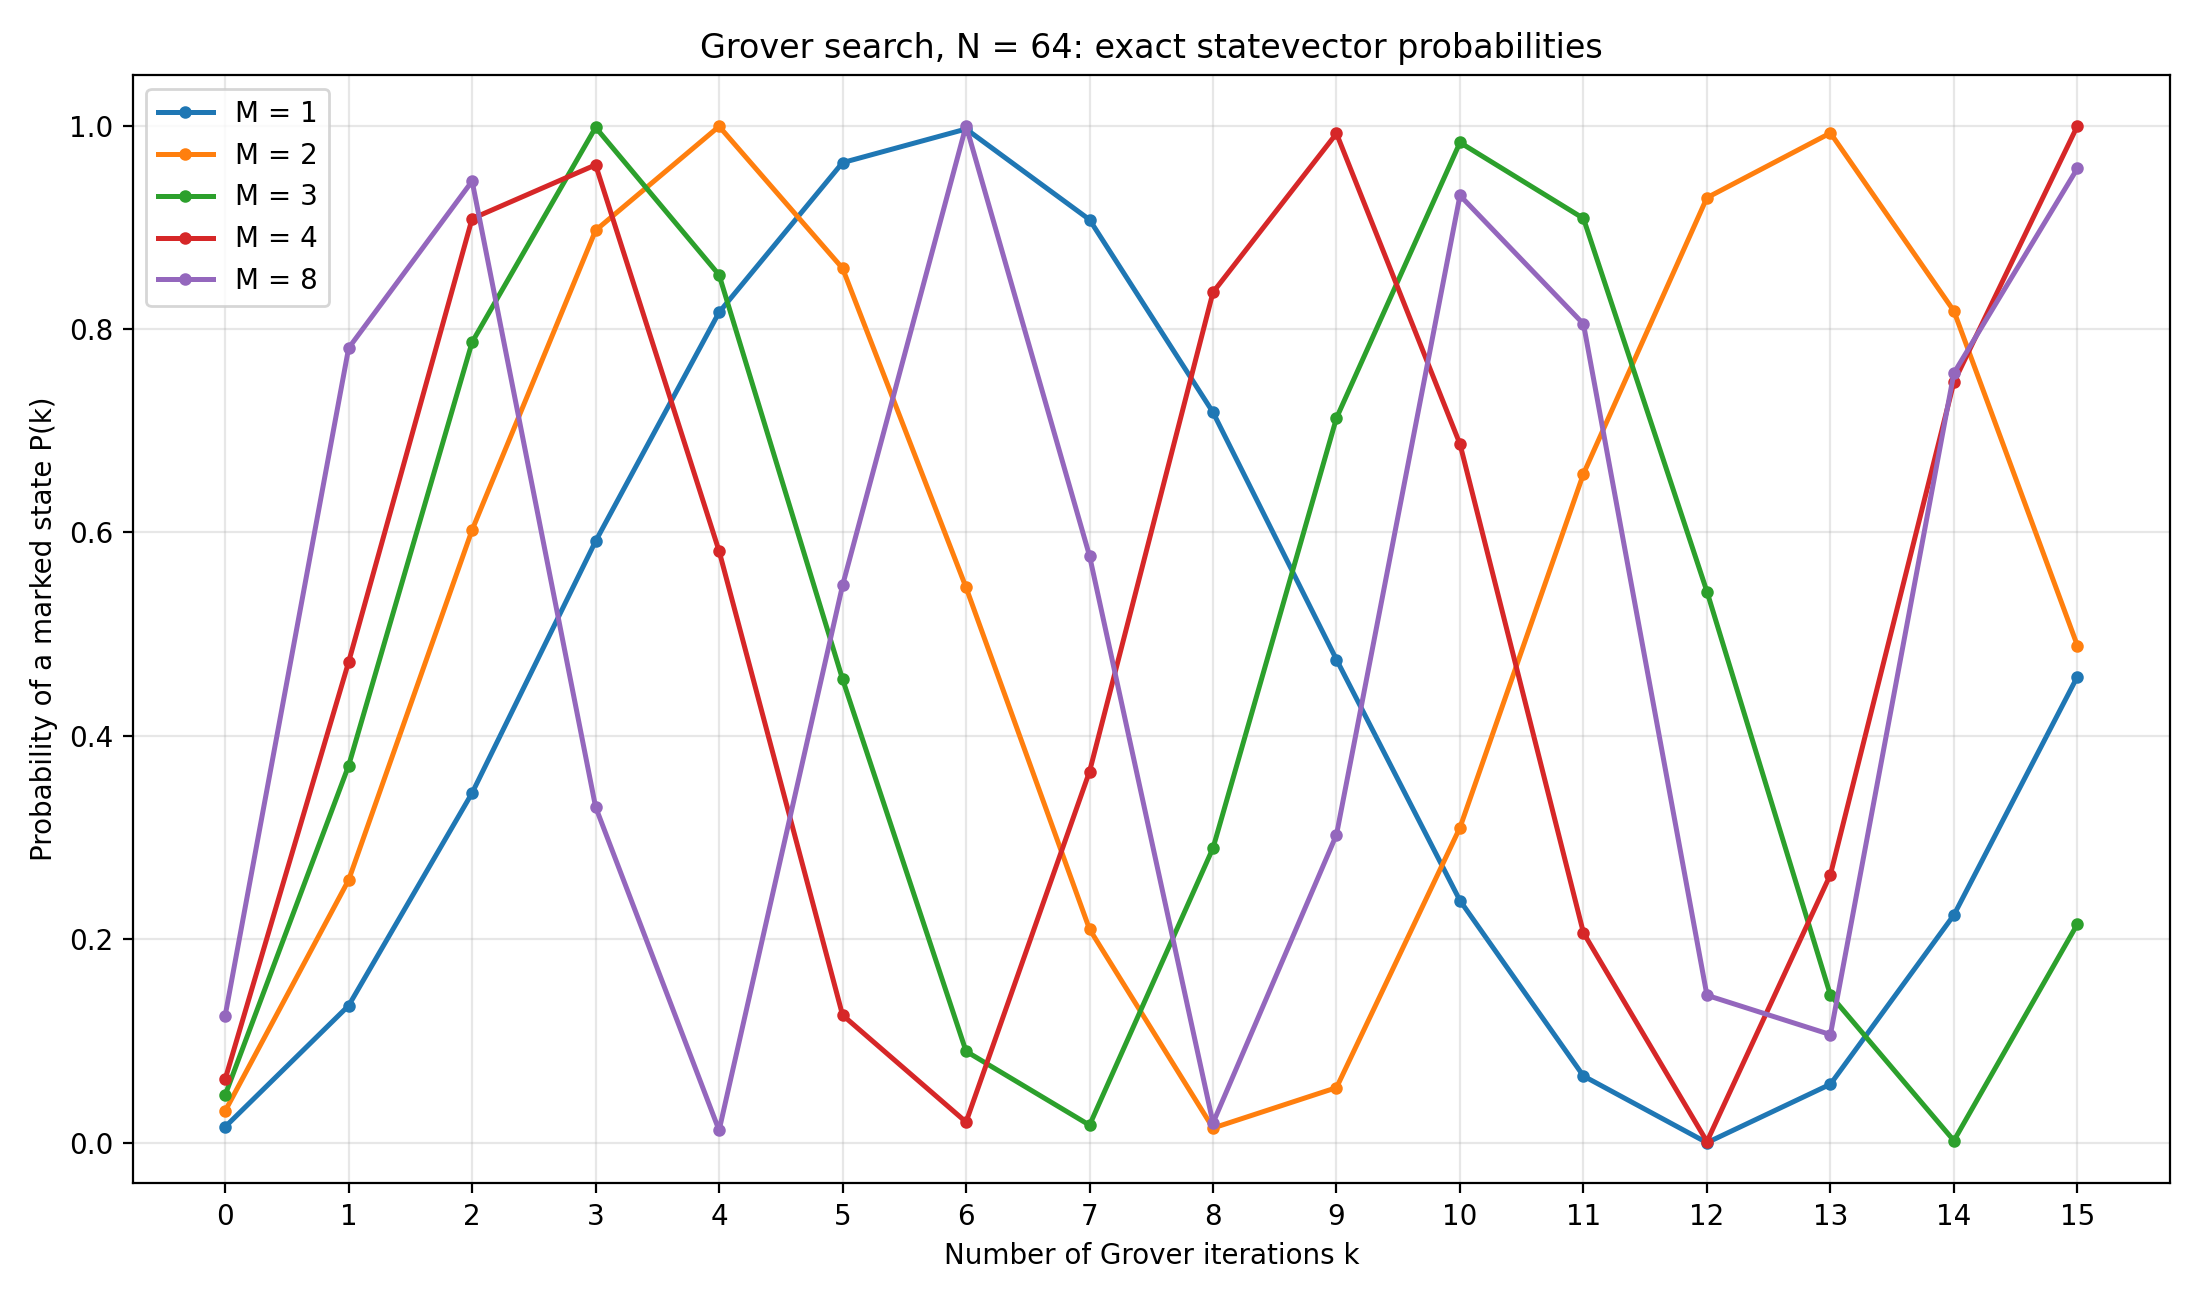 Grover search, N = 64: exact statevector probabilities
M = 1
M = 2
M = 3
M = 4
M = 8
Probability of a marked state P(k)
1.0
0.8
0.6
0.4
0.2
0.0
0 1 2 3 4 5 6 7 8 9 10 11 12 13 14 15
Number of Grover iterations k